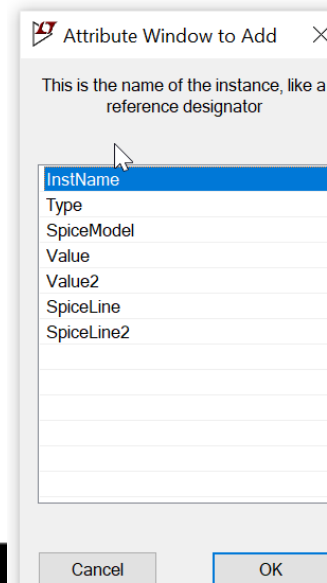 Attribute Window to Add
This is the name of the instance, like a
reference designator
InstName
Type
SpiceModel
Value
Value2
SpiceLine
SpiceLine2
Cancel
OK